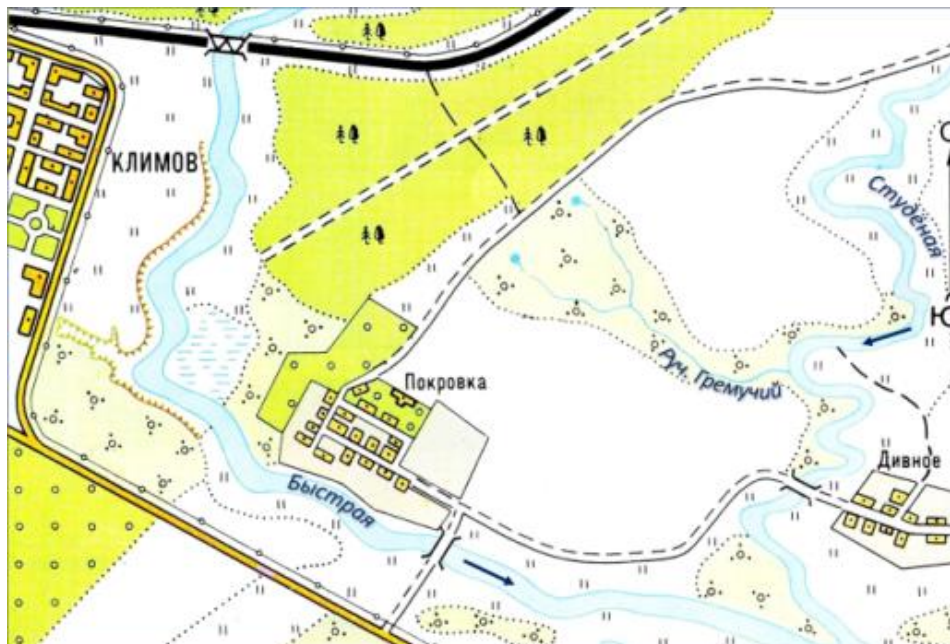 КЛИМОВ
С
Студёная
Ю
Руч. Гремучий
Покровка
Дивное
Быстрая